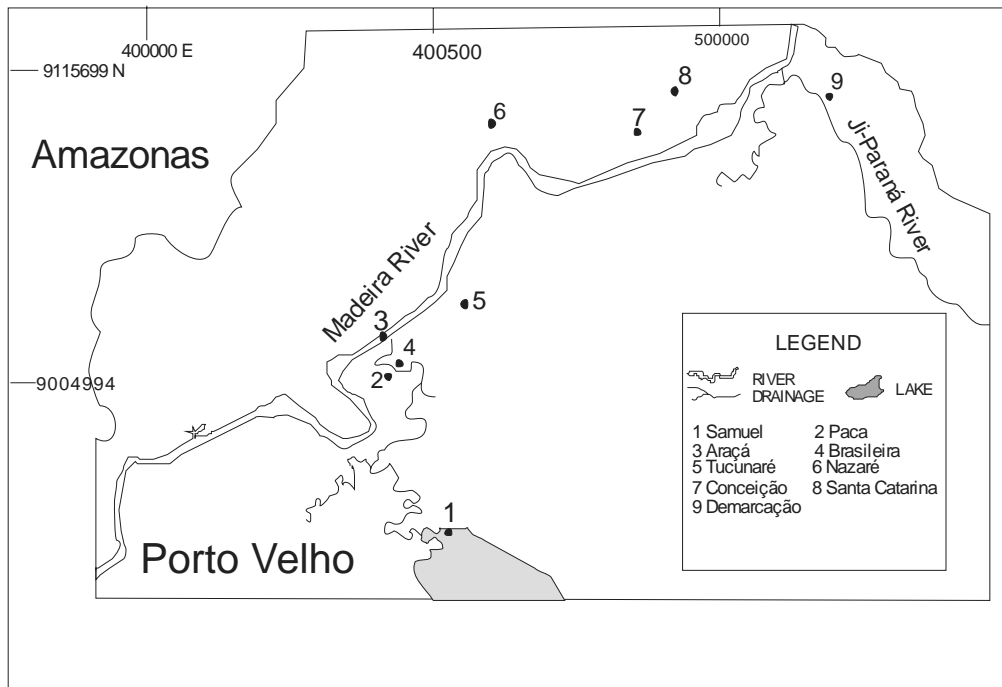 400000 E
400500
500000
9115699 N
8
9
6
7
Amazonas
Ji-Paraná River
Madeira River
5
3
4
2
9004994
LEGEND
RIVER
DRAINAGE
LAKE
1 Samuel
2 Paca
3 Araçá
4 Brasileira
5 Tucunaré
6 Nazaré
7 Conceição
8 Santa Catarina
9 Demarcação
1
Porto Velho